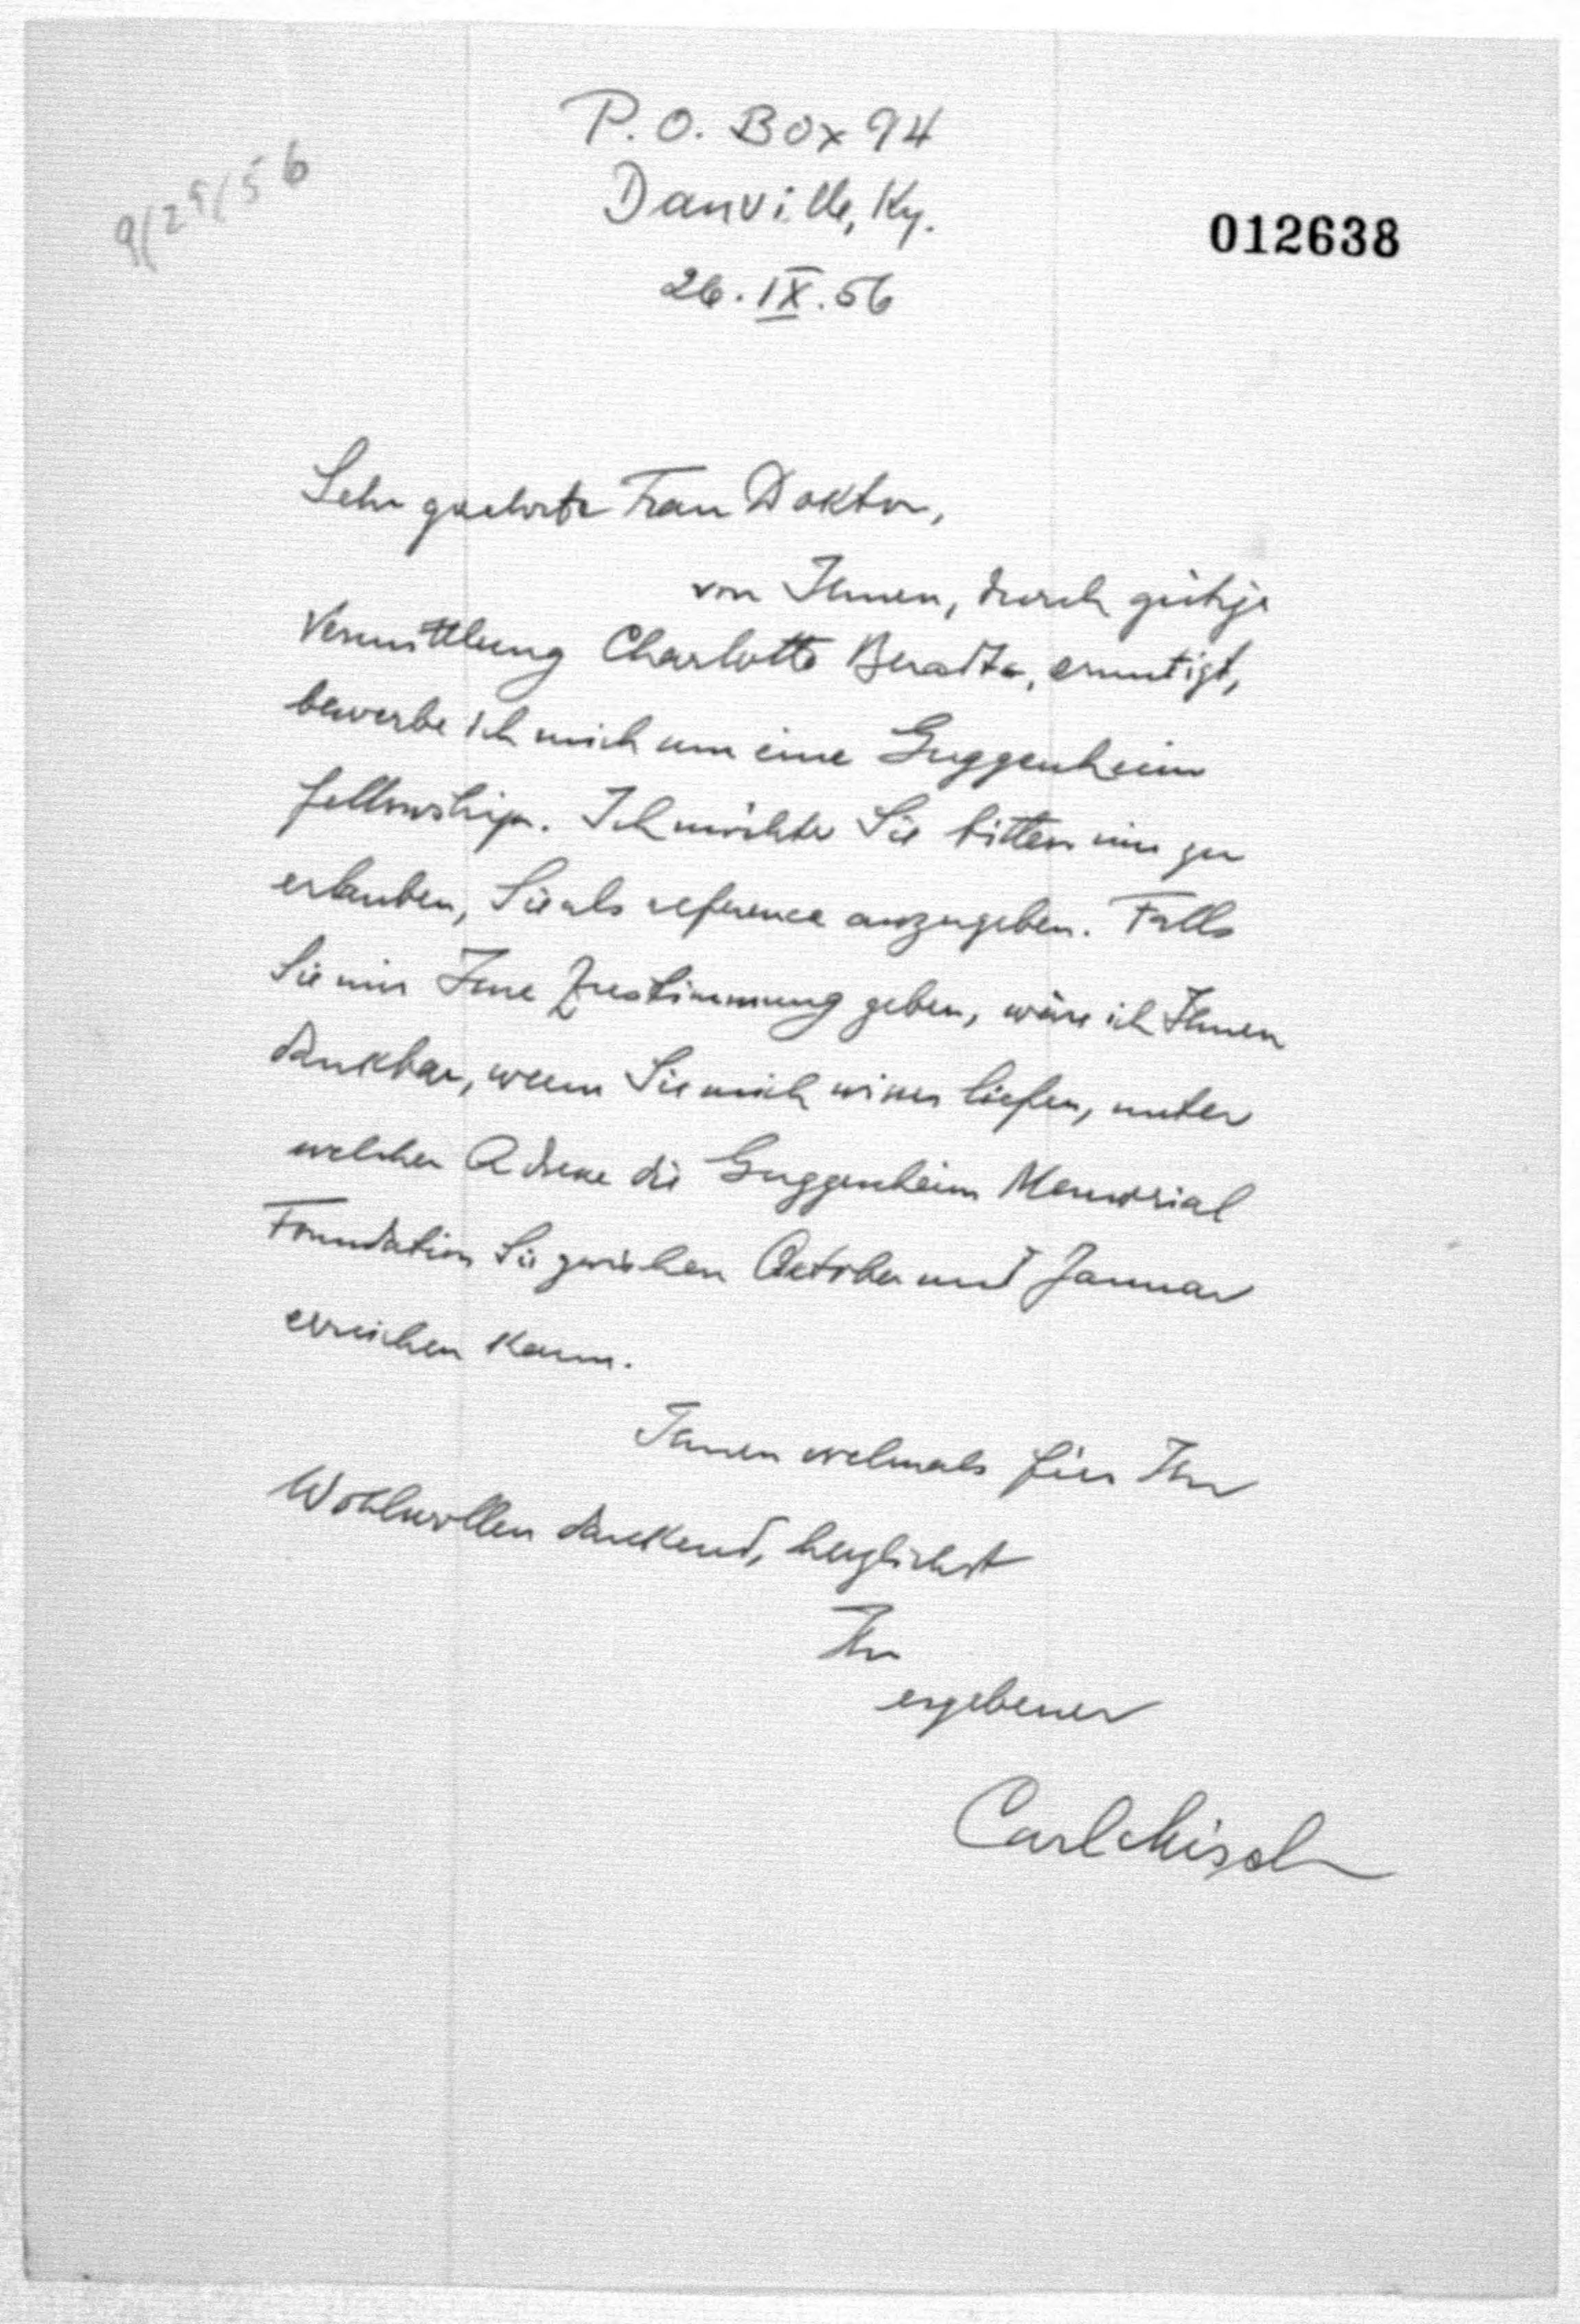 P.O. Box 94
Danville, Ky.
9/29/56
012638
26.IX.56
Sehr geehrte Frau Doktor,
von Ihnen, durch gütige
Vermittlung Charlotte Beradts, ermutigt,
bewerbe ich mich um eine Guggenheim
fellowship. Ich möchte Sie bitten mir zu
erlauben, Sie als reference anzugeben. Falls
Sie mir Ihre Zustimmung geben, wäre ich Ihnen
dankbar, wenn Sie mich wissen ließen, unter
welcher Adresse die Guggenheim Memorial
Foundation Sie zwischen October und Januar
erreichen kann.
Ihnen vielmals für Ihr
Wohlwollen dankend, herzlichst
Ihr
ergebener
Carl Misch